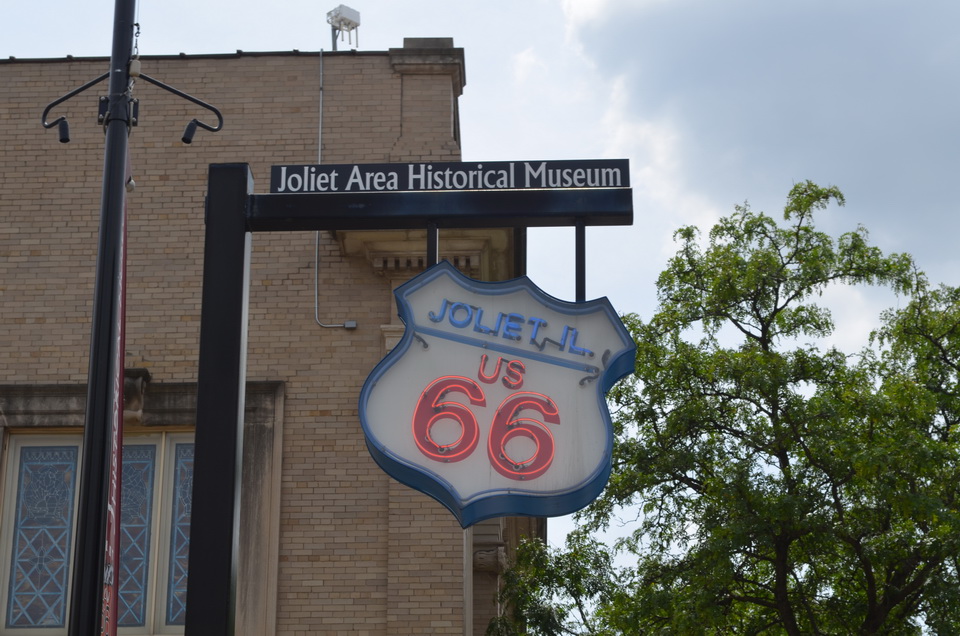 Joliet Area Historical Museum
JOLIET, IL.
US
66